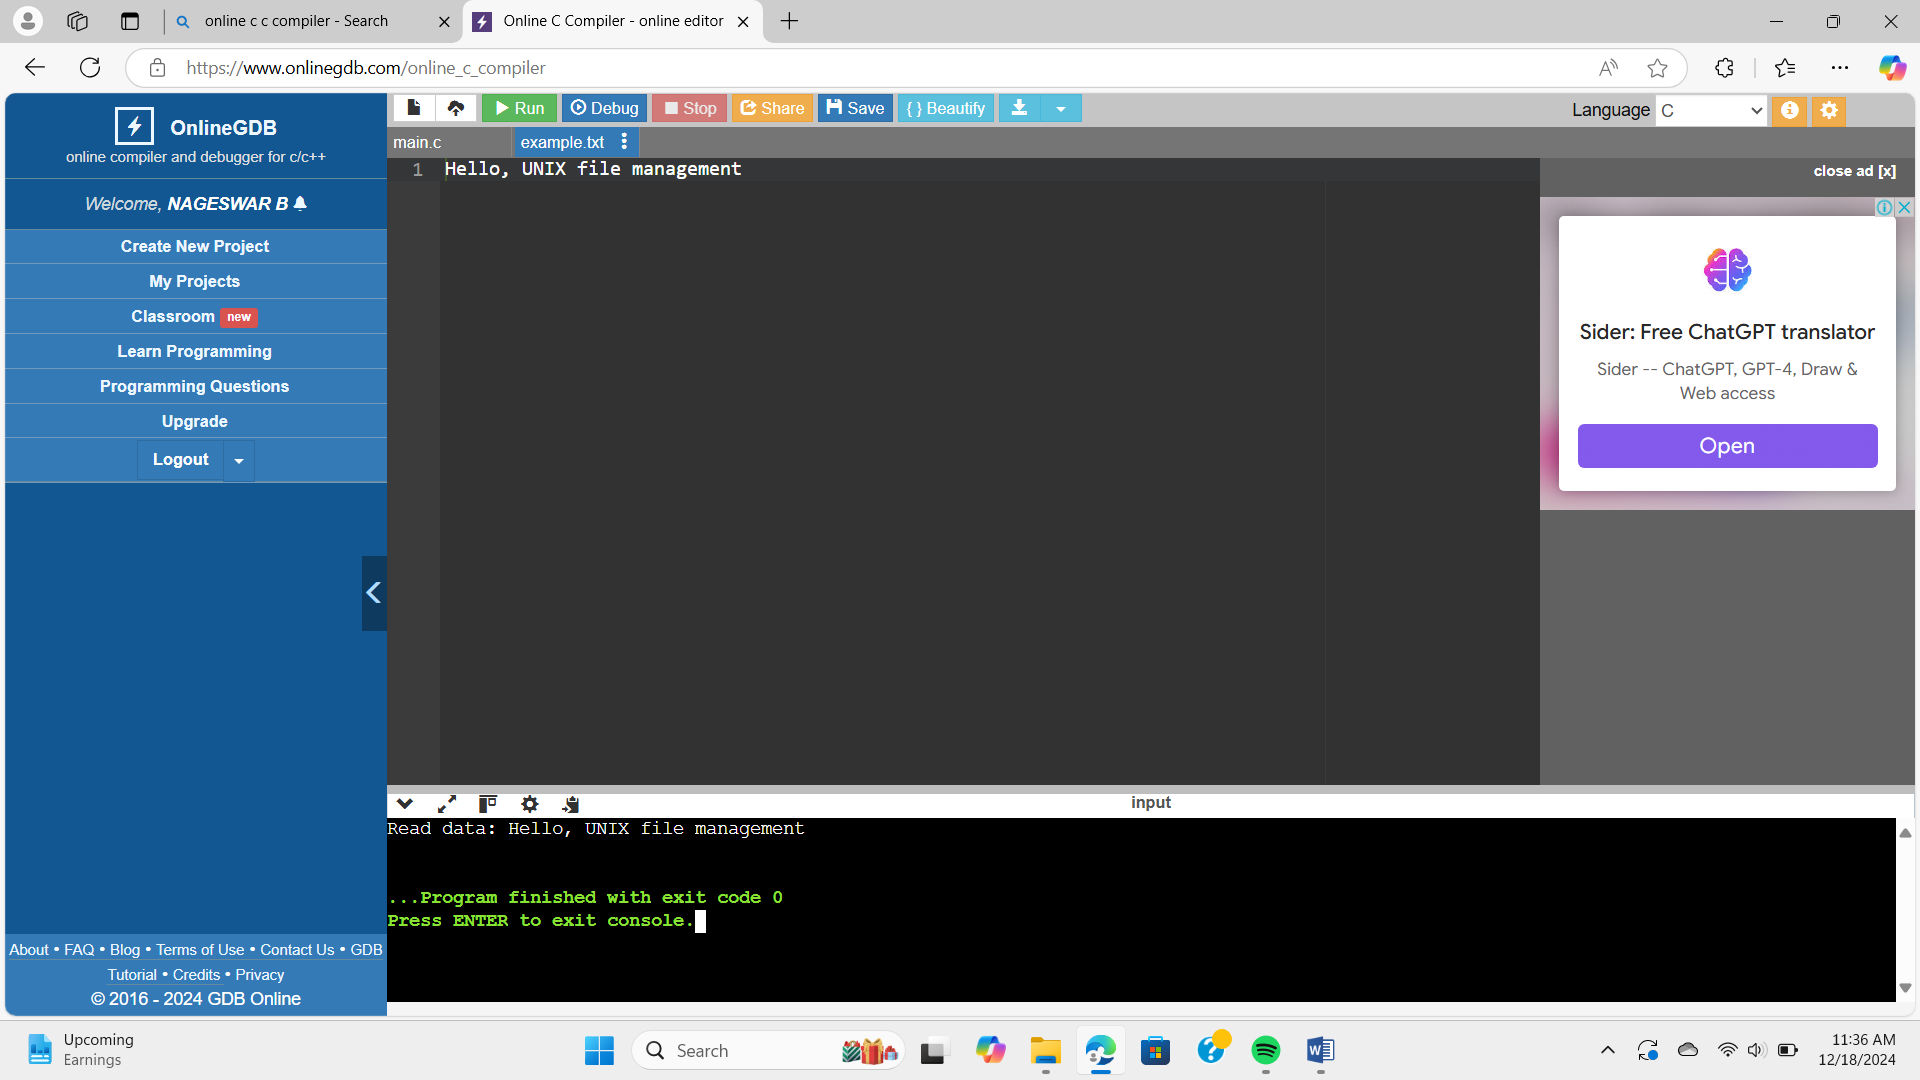 online c c compiler - Search
Online C Compiler - online editor
https://www.onlinegdb.com/online_c_compiler
OnlineGDB
online compiler and debugger for c/c++
Welcome, NAGESWAR B
Create New Project
My Projects
Classroom new
Learn Programming
Programming Questions
Upgrade
Logout
About • FAQ • Blog • Terms of Use • Contact Us • GDB
Tutorial • Credits • Privacy
© 2016 - 2024 GDB Online
Run Debug Stop Share Save { } Beautify
Language C
main.c example.txt
1 Hello, UNIX file management
close ad [x]
Sider: Free ChatGPT translator
Sider -- ChatGPT, GPT-4, Draw &
Web access
Open
input
Read data: Hello, UNIX file management
...Program finished with exit code 0
Press ENTER to exit console.
Upcoming
Earnings
Search
11:36 AM
12/18/2024